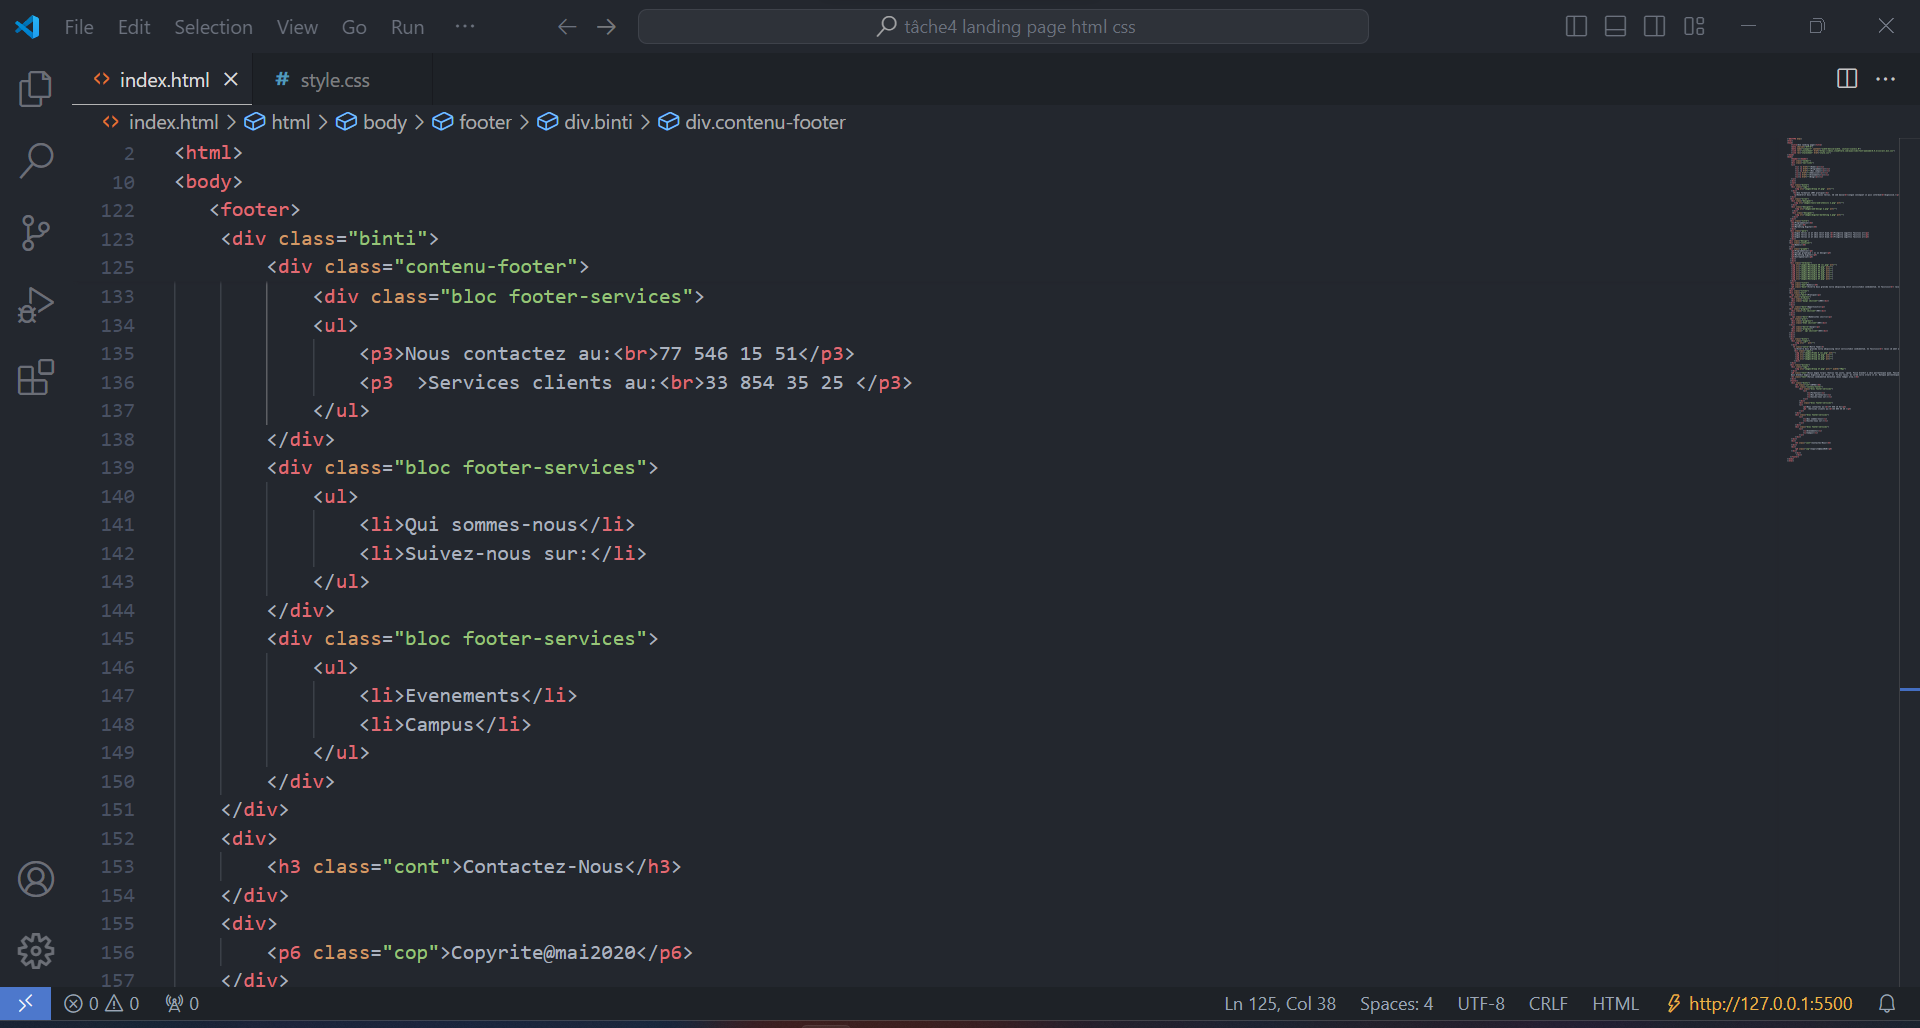 File Edit Selection View Go Run ··· tâche4 landing page html css
index.html # style.css
index.html > html > body > footer > div.binti > div.contenu-footer
2 <html>
10 <body>
122 <footer>
123 <div class="binti">
125 <div class="contenu-footer">
133 <div class="bloc footer-services">
134 <ul>
135 <p3>Nous contactez au:<br>77 546 15 51</p3>
136 <p3  >Services clients au:<br>33 854 35 25 </p3>
137 </ul>
138 </div>
139 <div class="bloc footer-services">
140 <ul>
141 <li>Qui sommes-nous</li>
142 <li>Suivez-nous sur:</li>
143 </ul>
144 </div>
145 <div class="bloc footer-services">
146 <ul>
147 <li>Evenements</li>
148 <li>Campus</li>
149 </ul>
150 </div>
151 </div>
152 <div>
153 <h3 class="cont">Contactez-Nous</h3>
154 </div>
155 <div>
156 <p6 class="cop">Copyrite@mai2020</p6>
157 </div>
0 0 0 Ln 125, Col 38 Spaces: 4 UTF-8 CRLF HTML http://127.0.0.1:5500